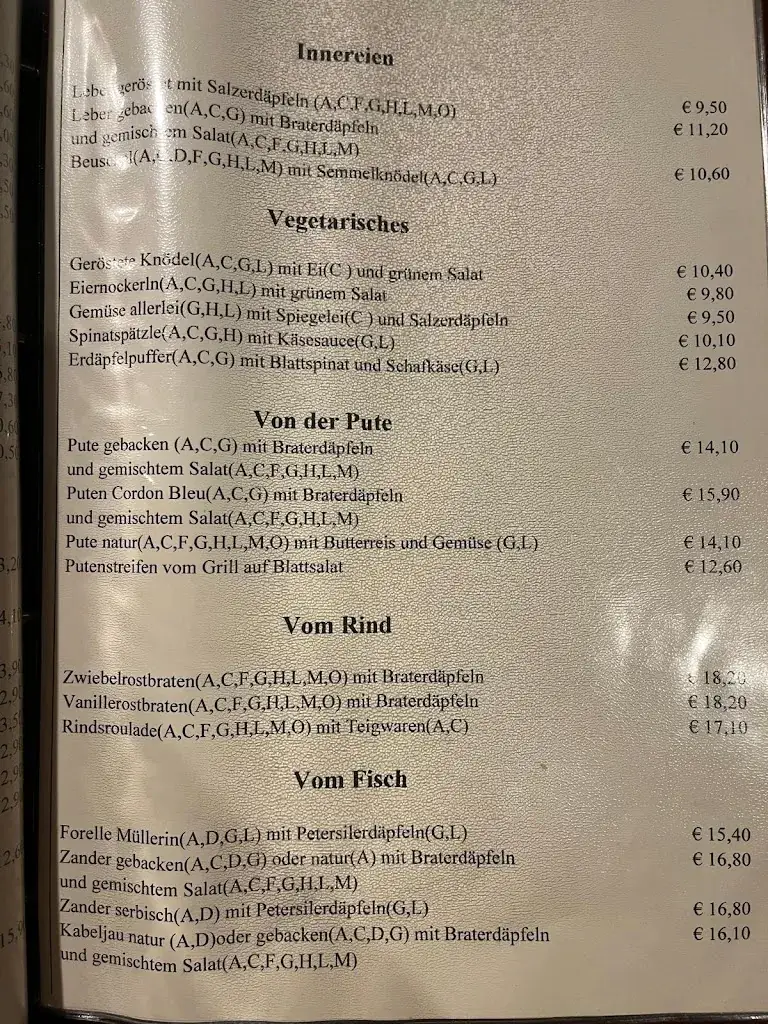 Innereien
Leber geröstet mit Salzerdäpfeln (A,C,F,G,H,L,M,O) € 9,50
Leber gebacken(A,C,G) mit Braterdäpfeln € 11,20
und gemischtem Salat(A,C,F,G,H,L,M)
Beuschel(A,C,D,F,G,H,L,M) mit Semmelknödel(A,C,G,L) € 10,60
Vegetarisches
Geröstete Knödel(A,C,G,L) mit Ei(C ) und grünem Salat € 10,40
Eiernockerln(A,C,G,H,L) mit grünem Salat € 9,80
Gemüse allerlei(G,H,L) mit Spiegelei(C ) und Salzerdäpfeln € 9,50
Spinatspätzle(A,C,G,H) mit Käsesauce(G,L) € 10,10
Erdäpfelpuffer(A,C,G) mit Blattspinat und Schafkäse(G,L) € 12,80
Von der Pute
Pute gebacken (A,C,G) mit Braterdäpfeln € 14,10
und gemischtem Salat(A,C,F,G,H,L,M)
Puten Cordon Bleu(A,C,G) mit Braterdäpfeln € 15,90
und gemischtem Salat(A,C,F,G,H,L,M)
Pute natur(A,C,F,G,H,L,M,O) mit Butterreis und Gemüse (G,L) € 14,10
Putenstreifen vom Grill auf Blattsalat € 12,60
Vom Rind
Zwiebelrostbraten(A,C,F,G,H,L,M,O) mit Braterdäpfeln € 18,20
Vanillerostbraten(A,C,F,G,H,L,M,O) mit Braterdäpfeln € 18,20
Rindsroulade(A,C,F,G,H,L,M,O) mit Teigwaren(A,C) € 17,10
Vom Fisch
Forelle Müllerin(A,D,G,L) mit Petersilerdäpfeln(G,L) € 15,40
Zander gebacken(A,C,D,G) oder natur(A) mit Braterdäpfeln € 16,80
und gemischtem Salat(A,C,F,G,H,L,M)
Zander serbisch(A,D) mit Petersilerdäpfeln(G,L) € 16,80
Kabeljau natur (A,D)oder gebacken(A,C,D,G) mit Braterdäpfeln € 16,10
und gemischtem Salat(A,C,F,G,H,L,M)